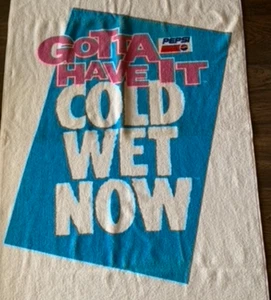 GOTTA
PEPSI
HAVE IT
COLD
WET
NOW